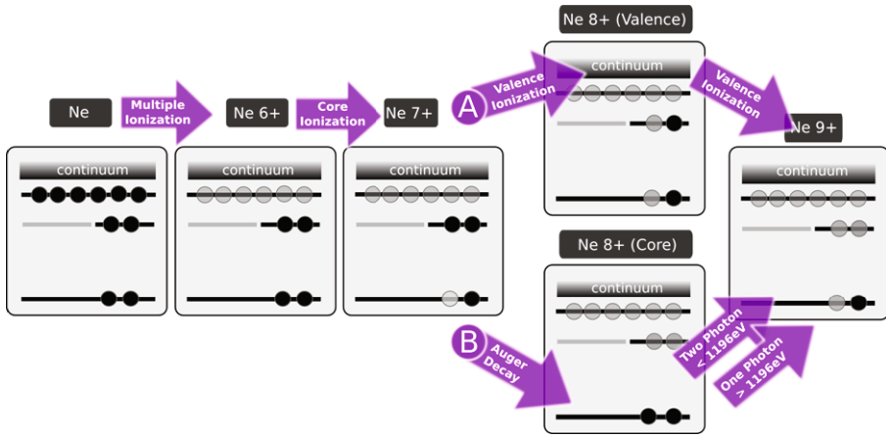 Ne 8+ (Valence)
continuum
Valence
Ionization
Valence
Ionization
A
Ne
Multiple
Ionization
Ne 6+
Core
Ionization
Ne 7+
Ne 9+
continuum
continuum
continuum
continuum
Ne 8+ (Core)
continuum
B
Auger
Decay
Two Photon
< 1196eV
One Photon
> 1196eV